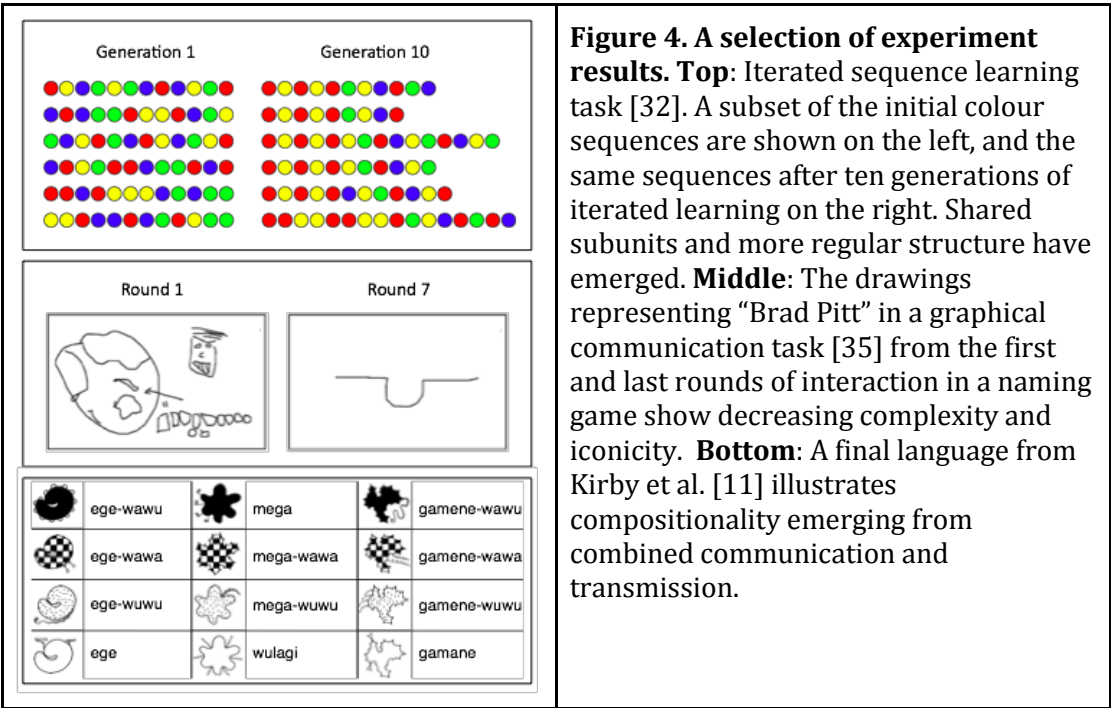 Generation 1
Generation 10
Round 1
Round 7
ege-wawu
mega
gamene-wawu
ege-wawa
mega-wawa
gamene-wawa
ege-wuwu
mega-wuwu
gamene-wuwu
ege
wulagi
gamane
Figure 4. A selection of experiment
results. Top: Iterated sequence learning
task [32]. A subset of the initial colour
sequences are shown on the left, and the
same sequences after ten generations of
iterated learning on the right. Shared
subunits and more regular structure have
emerged. Middle: The drawings
representing “Brad Pitt” in a graphical
communication task [35] from the first
and last rounds of interaction in a naming
game show decreasing complexity and
iconicity. Bottom: A final language from
Kirby et al. [11] illustrates
compositionality emerging from
combined communication and
transmission.